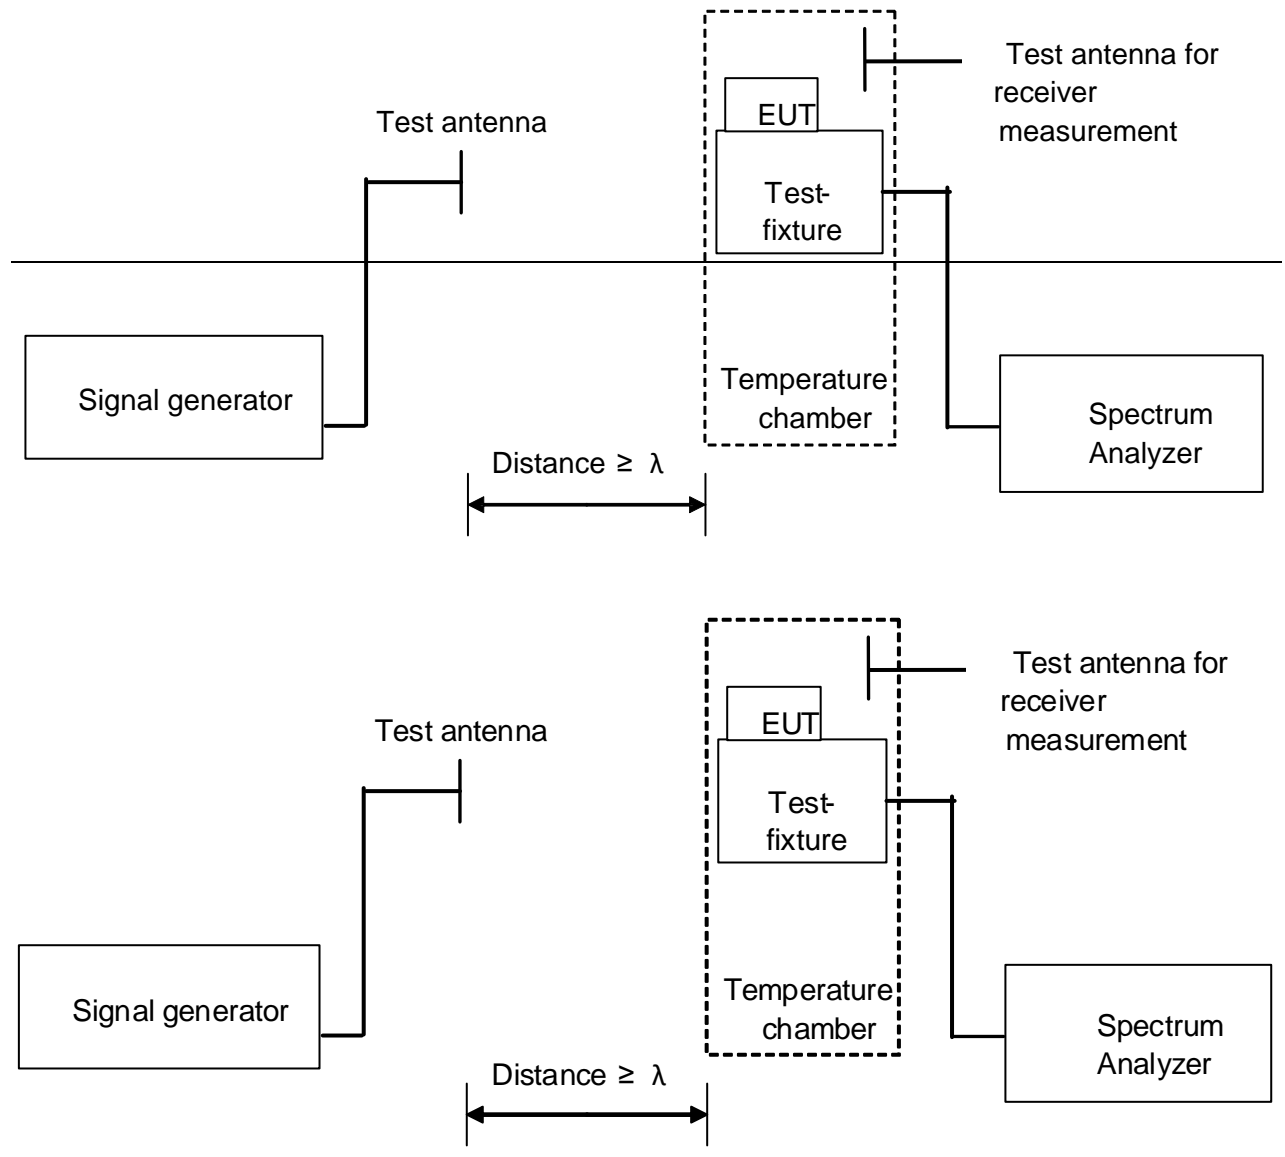 Test antenna for
receiver
measurement
EUT
Test antenna
Test-
fixture
Temperature
chamber
Signal generator
Spectrum
Analyzer
Distance ≥ λ
Test antenna for
receiver
measurement
EUT
Test antenna
Test-
fixture
Temperature
chamber
Signal generator
Spectrum
Analyzer
Distance ≥ λ